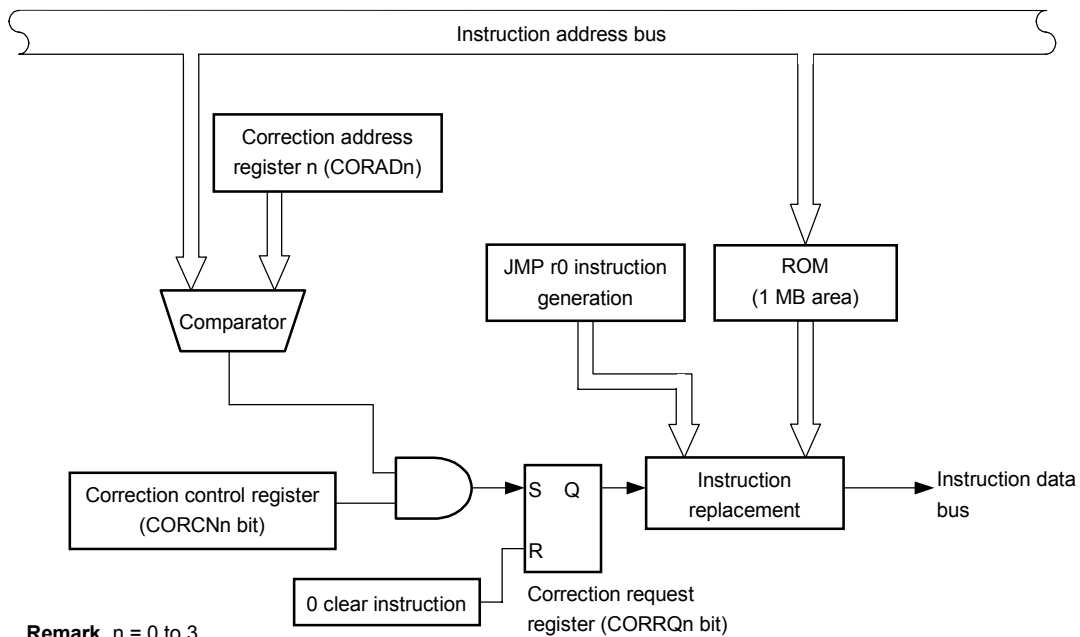 Instruction address bus
Correction address
register n (CORADn)
JMP r0 instruction
generation
ROM
(1 MB area)
Comparator
Correction control register
(CORCNn bit)
S Q
R
Instruction
replacement
Instruction data
bus
0 clear instruction
Correction request
register (CORRQn bit)
Remark n = 0 to 3